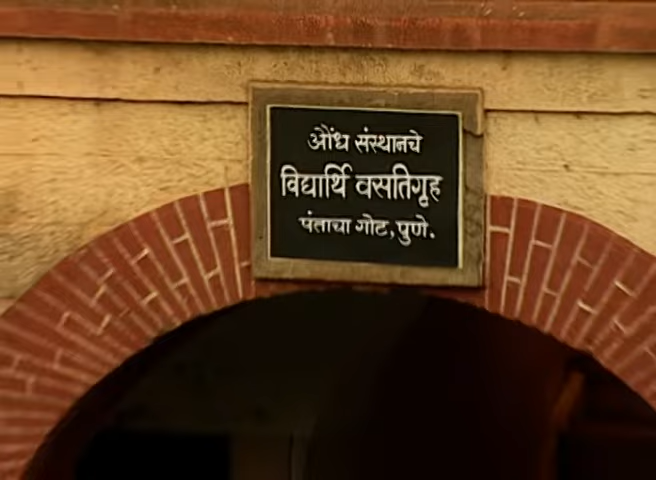 औंध संस्थानचे
विद्यार्थि वसतिगृह
पंताचा गोट, पुणे.